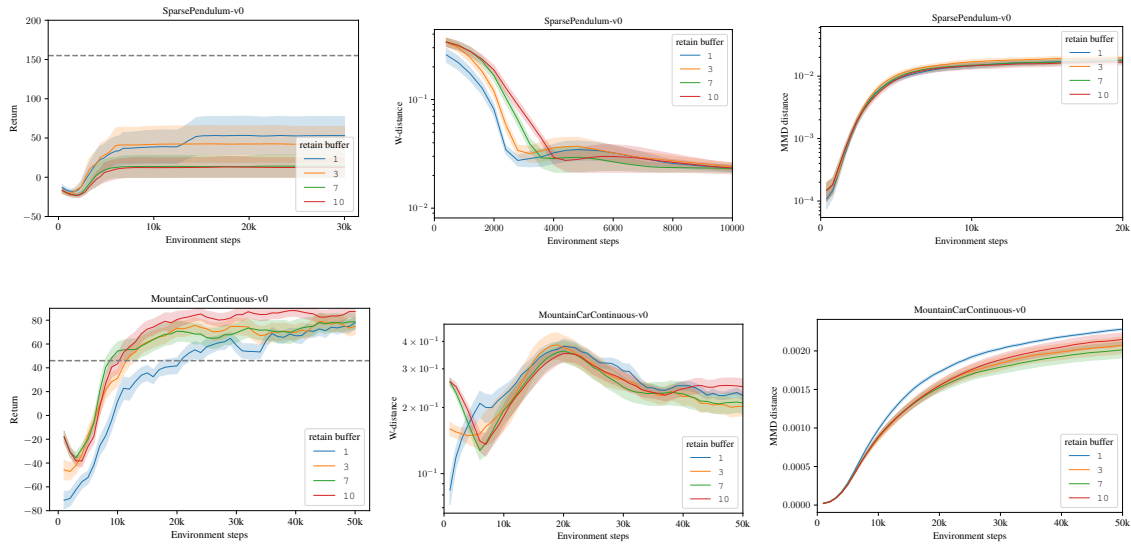 SparsePendulum-v0
200
150
100
50
0
−50
Return
0
10k
20k
30k
Environment steps
retain buffer
1
3
7
10
SparsePendulum-v0
10⁻¹
10⁻²
W-distance
0
2000
4000
6000
8000
10000
Environment steps
retain buffer
1
3
7
10
SparsePendulum-v0
10⁻²
10⁻³
10⁻⁴
MMD distance
0
10k
20k
Environment steps
retain buffer
1
3
7
10
MountainCarContinuous-v0
80
60
40
20
0
−20
−40
−60
−80
Return
0
10k
20k
30k
40k
50k
Environment steps
retain buffer
1
3
7
10
MountainCarContinuous-v0
4 × 10⁻¹
3 × 10⁻¹
2 × 10⁻¹
10⁻¹
W-distance
0
10k
20k
30k
40k
50k
Environment steps
retain buffer
1
3
7
10
MountainCarContinuous-v0
0.0020
0.0015
0.0010
0.0005
0.0000
MMD distance
0
10k
20k
30k
40k
50k
Environment steps
retain buffer
1
3
7
10